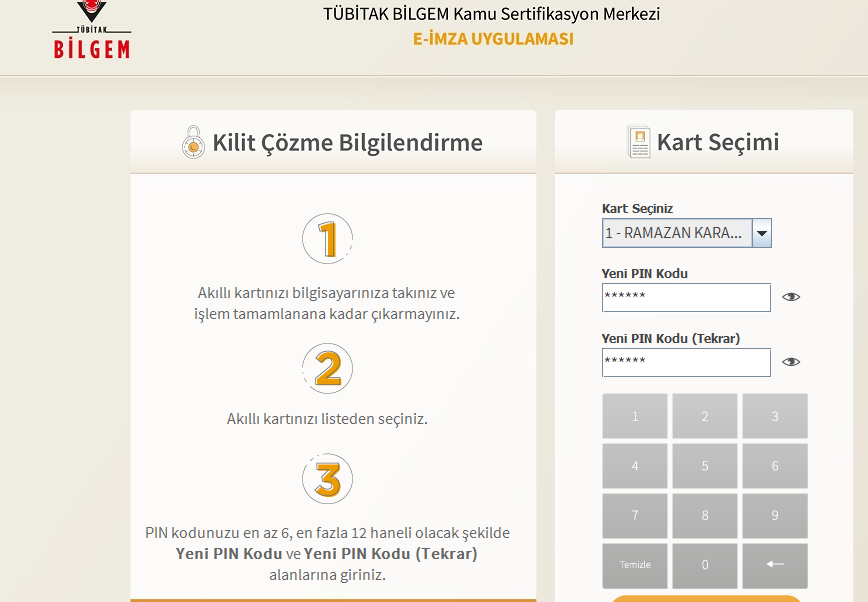 TÜBİTAK
BİLGEM
TÜBİTAK BİLGEM Kamu Sertifikasyon Merkezi
E-İMZA UYGULAMASI
Kilit Çözme Bilgilendirme
1
Akıllı kartınızı bilgisayarınıza takınız ve
işlem tamamlanana kadar çıkarmayınız.
2
Akıllı kartınızı listeden seçiniz.
3
PIN kodunuzu en az 6, en fazla 12 haneli olacak şekilde
Yeni PIN Kodu ve Yeni PIN Kodu (Tekrar)
alanlarına giriniz.
Kart Seçimi
Kart Seçiniz
1 - RAMAZAN KARA...
Yeni PIN Kodu
******
Yeni PIN Kodu (Tekrar)
******
1 2 3
4 5 6
7 8 9
Temizle 0 ←